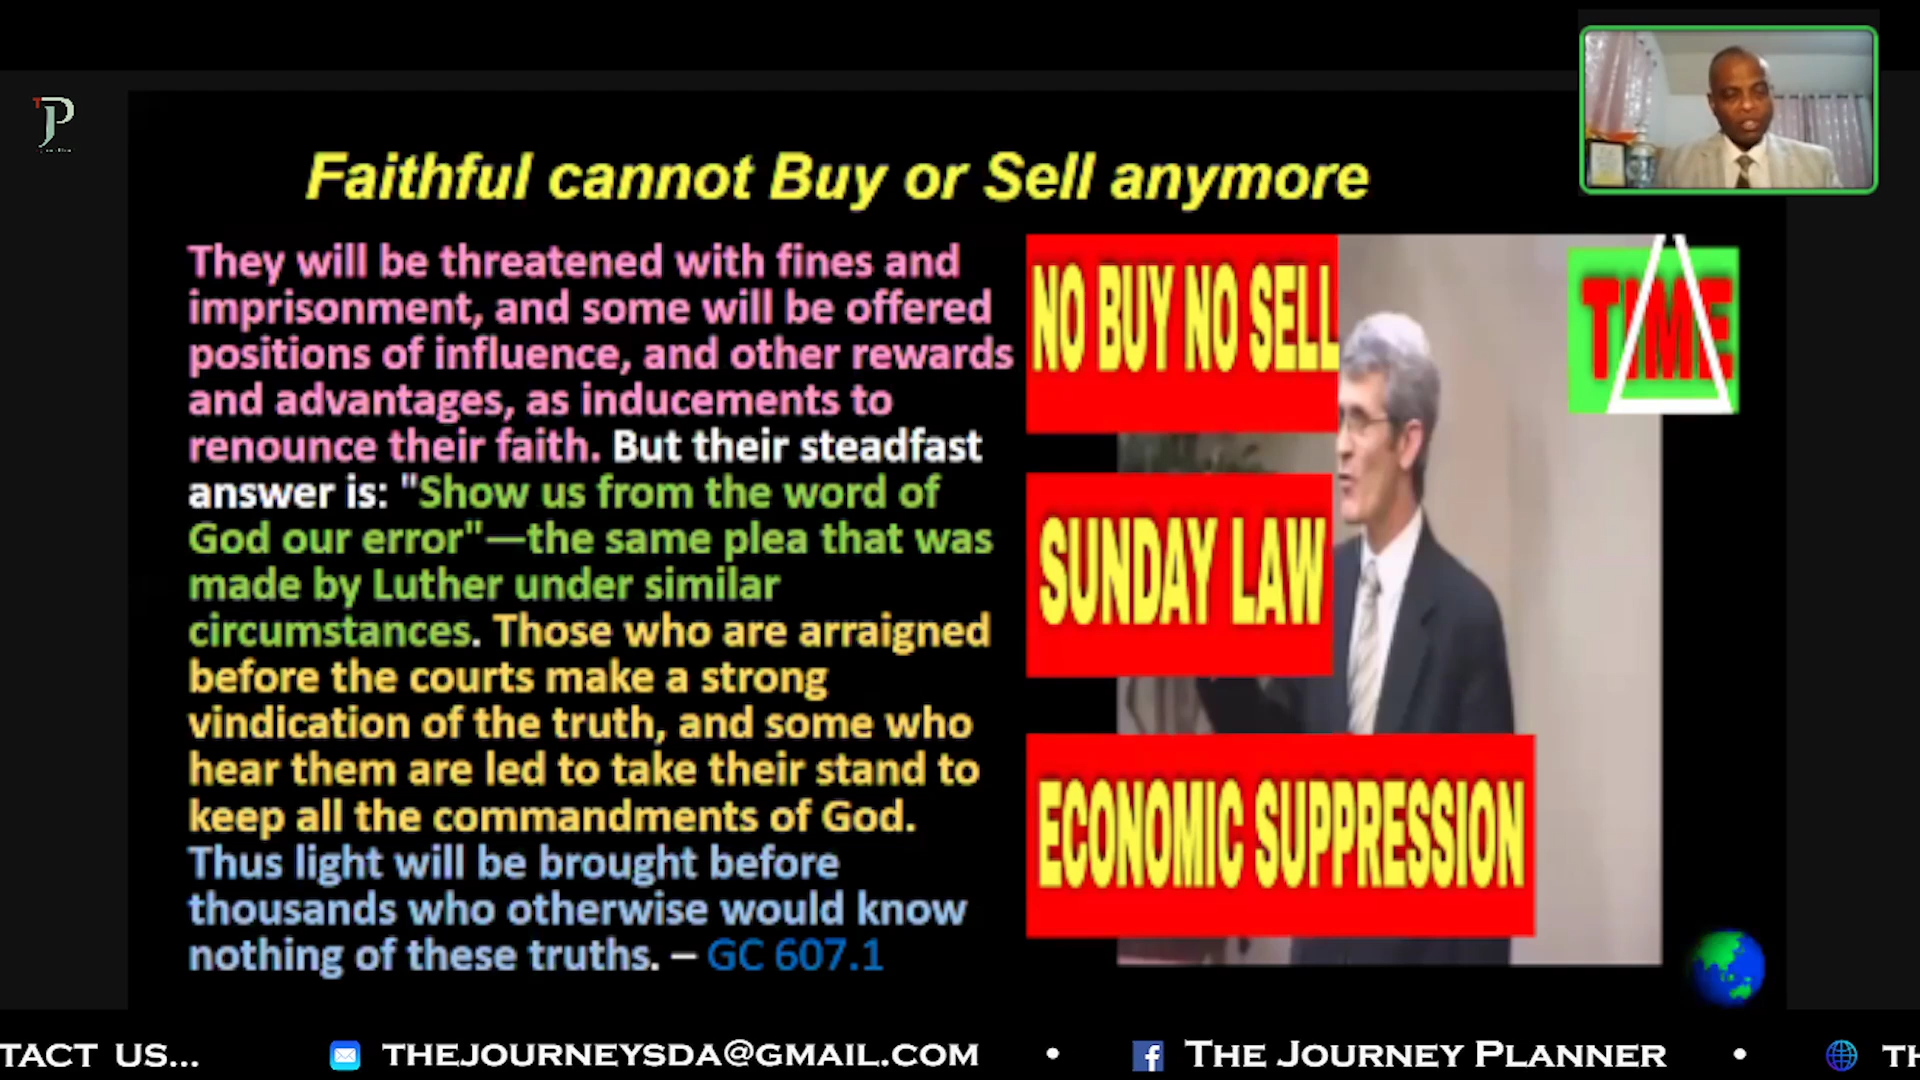 TP
Faithful cannot Buy or Sell anymore
They will be threatened with fines and
imprisonment, and some will be offered
positions of influence, and other rewards
and advantages, as inducements to
renounce their faith. But their steadfast
answer is: "Show us from the word of
God our error"—the same plea that was
made by Luther under similar
circumstances. Those who are arraigned
before the courts make a strong
vindication of the truth, and some who
hear them are led to take their stand to
keep all the commandments of God.
Thus light will be brought before
thousands who otherwise would know
nothing of these truths. – GC 607.1
NO BUY NO SELL
TIME
SUNDAY LAW
ECONOMIC SUPPRESSION
TACT US... THEJOURNEYSDA@GMAIL.COM • THE JOURNEY PLANNER • TH